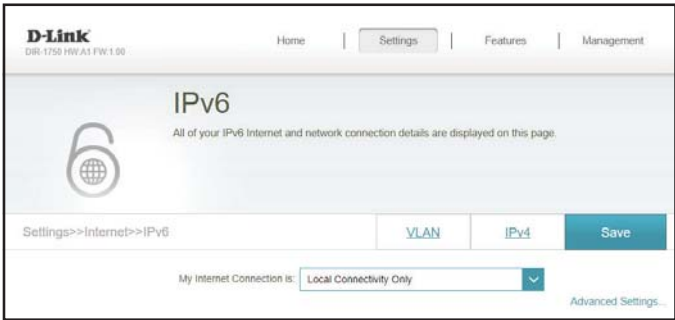 D-Link
DIR-1750 HW:A1 FW:1.00
Home | Settings | Features | Management
IPv6
All of your IPv6 Internet and network connection details are displayed on this page.
Settings>>Internet>>IPv6
VLAN
IPv4
Save
My Internet Connection is: Local Connectivity Only
Advanced Settings...